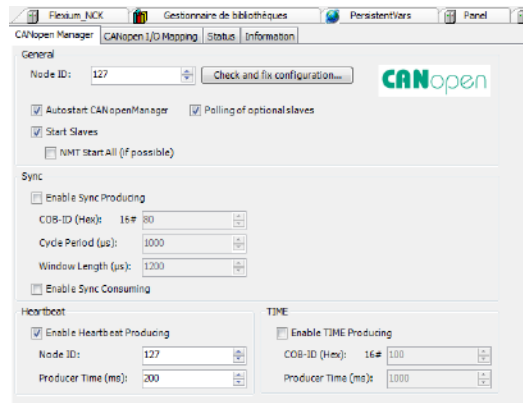 Flexium_NCK Gestionnaire de bibliothèques PersistentVars Panel
CANopen Manager CANopen I/O Mapping Status Information
General
Node ID: 127 Check and fix configuration... CANopen
Autostart CANopenManager Polling of optional slaves
Start Slaves
NMT Start All (if possible)
Sync
Enable Sync Producing
COB-ID (Hex): 16# 80
Cycle Period (µs): 1000
Window Length (µs): 1200
Enable Sync Consuming
Heartbeat TIME
Enable Heartbeat Producing Enable TIME Producing
Node ID: 127 COB-ID (Hex): 16# 100
Producer Time (ms): 200 Producer Time (ms): 1000